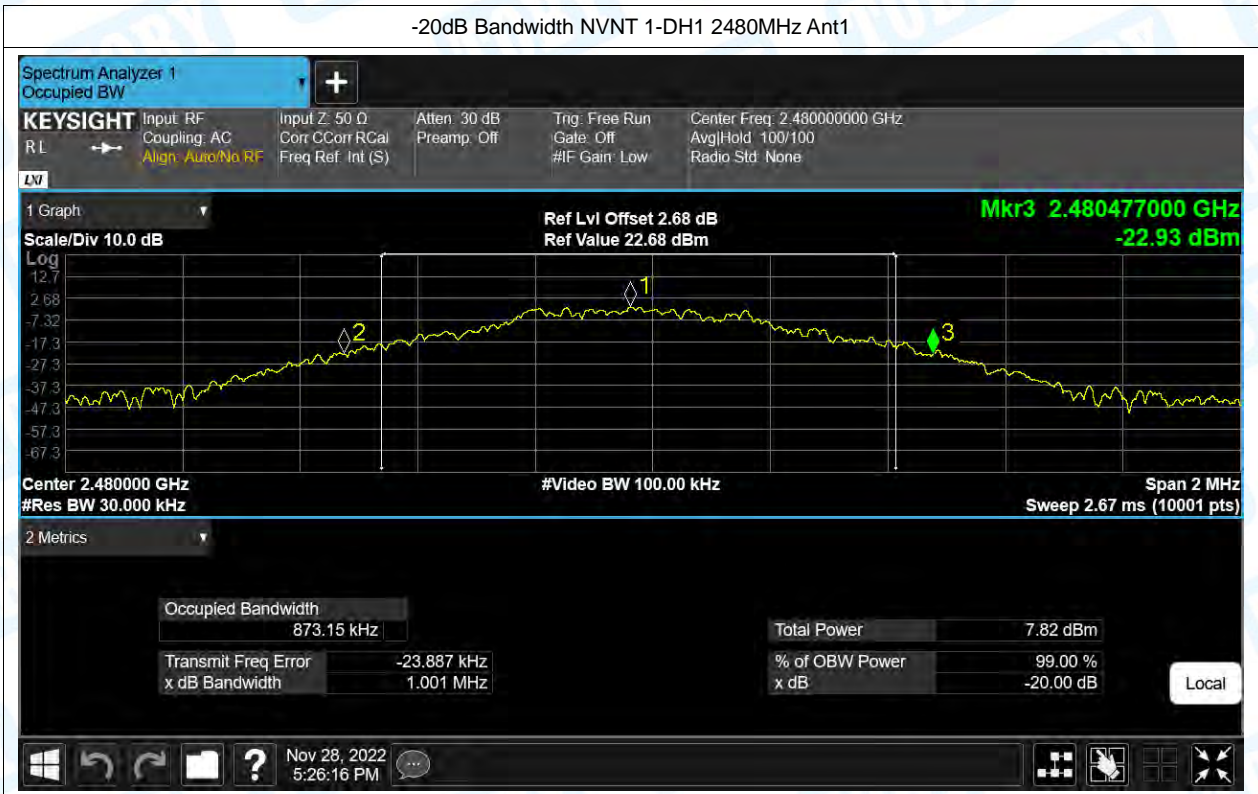 -20dB Bandwidth NVNT 1-DH1 2480MHz Ant1
Spectrum Analyzer 1
Occupied BW
KEYSIGHT
R L
LXI
Input: RF
Coupling: AC
Align: Auto/No RF
Input Z: 50 Ω
Corr CCorr RCal
Freq Ref: Int (S)
Atten: 30 dB
Preamp: Off
Trig: Free Run
Gate: Off
#IF Gain: Low
Center Freq: 2.480000000 GHz
Avg|Hold: 100/100
Radio Std: None
1 Graph
Scale/Div 10.0 dB
Ref Lvl Offset 2.68 dB
Ref Value 22.68 dBm
Mkr3 2.480477000 GHz
-22.93 dBm
Log
12.7
2.68
-7.32
-17.3
-27.3
-37.3
-47.3
-57.3
-67.3
1
2
3
Center 2.480000 GHz
#Res BW 30.000 kHz
#Video BW 100.00 kHz
Span 2 MHz
Sweep 2.67 ms (10001 pts)
2 Metrics
Occupied Bandwidth
873.15 kHz
Transmit Freq Error -23.887 kHz
x dB Bandwidth 1.001 MHz
Total Power 7.82 dBm
% of OBW Power 99.00 %
x dB -20.00 dB
Local
?
Nov 28, 2022
5:26:16 PM